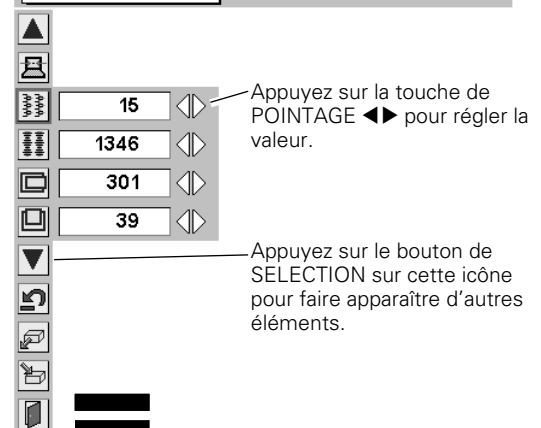 15
Appuyez sur la touche de
POINTAGE ◀▶ pour régler la
valeur.
1346
301
39
Appuyez sur le bouton de
SELECTION sur cette icône
pour faire apparaître d'autres
éléments.